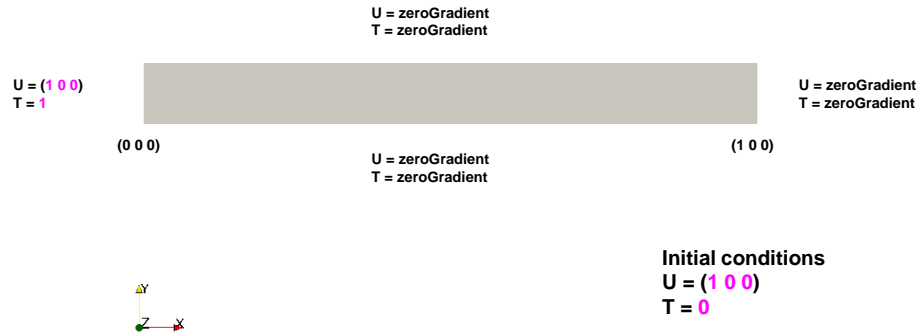 U = zeroGradient
T = zeroGradient
U = (1 0 0)
T = 1
U = zeroGradient
T = zeroGradient
(0 0 0)
(1 0 0)
U = zeroGradient
T = zeroGradient
Initial conditions
U = (1 0 0)
T = 0
Y
Z
X